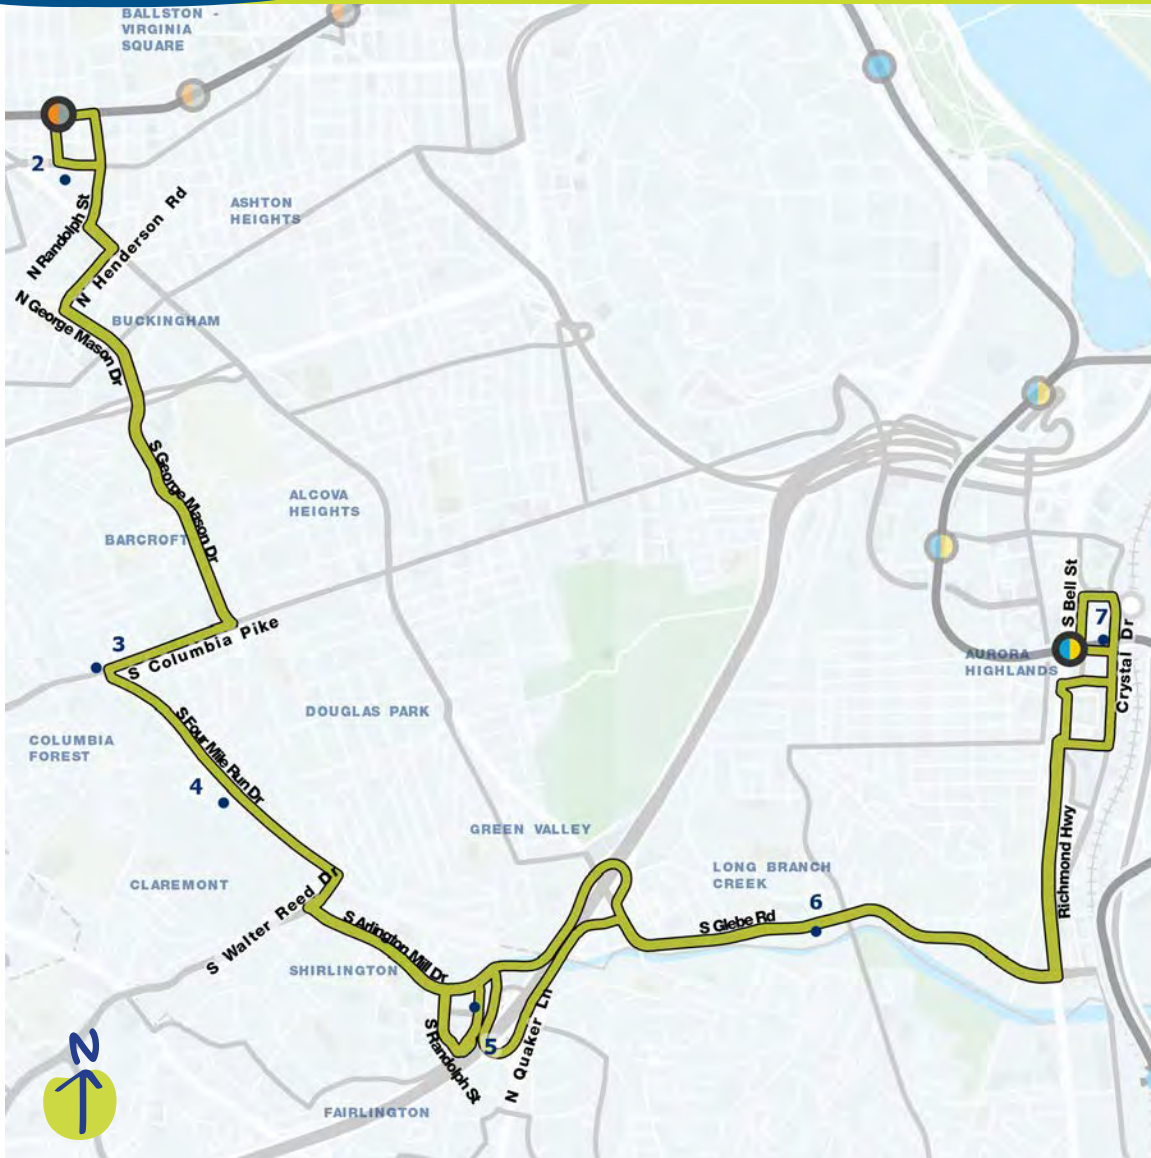 BALLSTON -
VIRGINIA
SQUARE
2
N Randolph St
N Henderson Rd
ASHTON
HEIGHTS
N George Mason Dr
BUCKINGHAM
S George Mason Dr
ALCOVA
HEIGHTS
BARCROFT
S Bell St
7
3
S Columbia Pike
AURORA
HIGHLANDS
Crystal Dr
DOUGLAS PARK
S Four Mile Run Dr
COLUMBIA
FOREST
4
GREEN VALLEY
Richmond Hwy
LONG BRANCH
CREEK
CLAREMONT
6
S Walter Reed Dr
S Arlington Mill Dr
S Glebe Rd
SHIRLINGTON
S Randolph St
5
N Quaker Ln
N
FAIRLINGTON